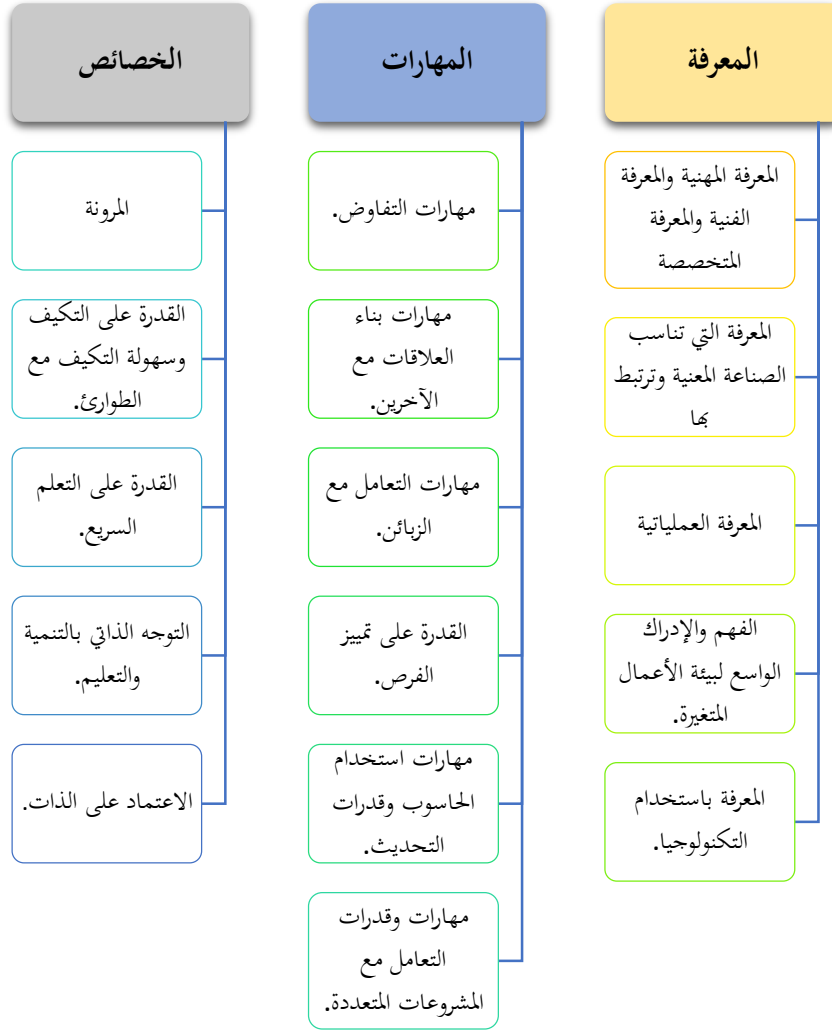 المعرفة
المعرفة المهنية والمعرفة
الفنية والمعرفة
المتخصصة
المعرفة التي تناسب
الصناعة المعنية وترتبط
بها
المعرفة العملياتية
الفهم والإدراك
الواسع لبيئة الأعمال
المتغيرة.
المعرفة باستخدام
التكنولوجيا.
المهارات
مهارات التفاوض.
مهارات بناء
العلاقات مع
الآخرين.
مهارات التعامل مع
الزبائن.
القدرة على تمييز
الفرص.
مهارات استخدام
الحاسوب وقدرات
التحديث.
مهارات وقدرات
التعامل مع
المشروعات المتعددة.
الخصائص
المرونة
القدرة على التكيف
وسهولة التكيف مع
الطوارئ.
القدرة على التعلم
السريع.
التوجه الذاتي بالتنمية
والتعليم.
الاعتماد على الذات.